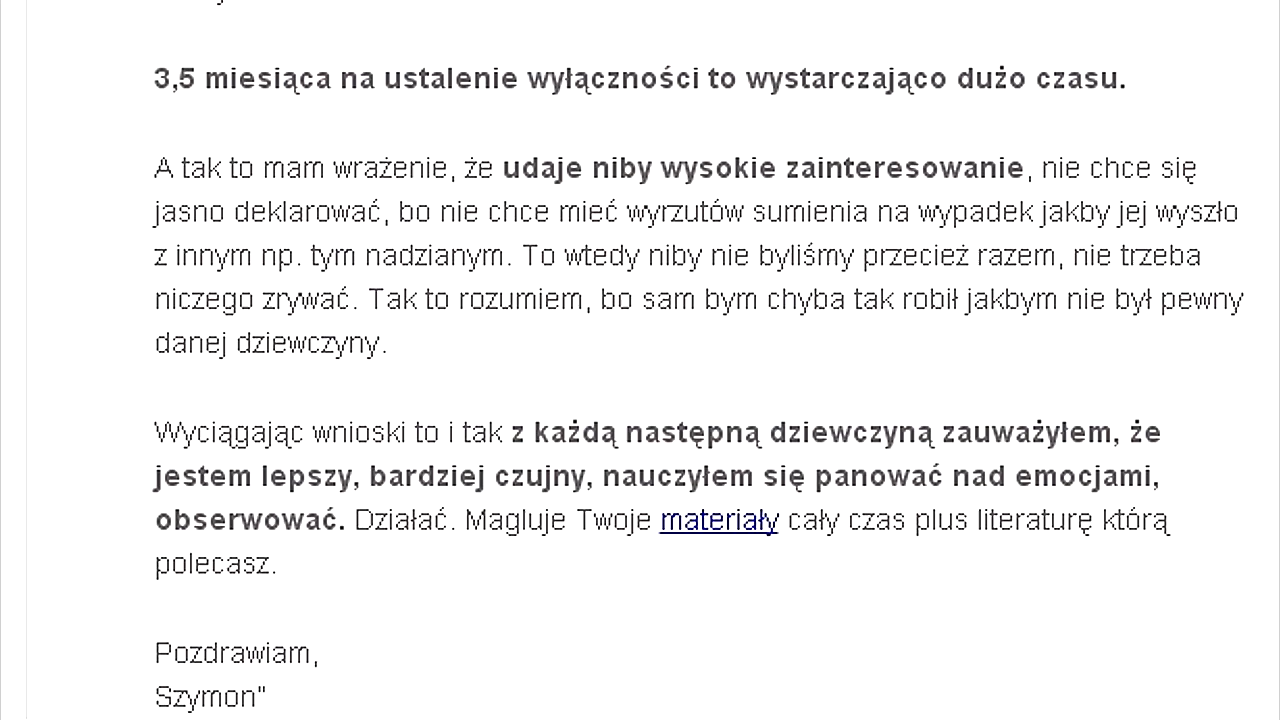 3,5 miesiąca na ustalenie wyłączności to wystarczająco dużo czasu.
A tak to mam wrażenie, że udaje niby wysokie zainteresowanie, nie chce się
jasno deklarować, bo nie chce mieć wyrzutów sumienia na wypadek jakby jej wyszło
z innym np. tym nadzianym. To wtedy niby nie byliśmy przecież razem, nie trzeba
niczego zrywać. Tak to rozumiem, bo sam bym chyba tak robił jakbym nie był pewny
danej dziewczyny.
Wyciągając wnioski to i tak z każdą następną dziewczyną zauważyłem, że
jestem lepszy, bardziej czujny, nauczyłem się panować nad emocjami,
obserwować. Działać. Magluje Twoje materiały cały czas plus literaturę którą
polecasz.
Pozdrawiam,
Szymon"